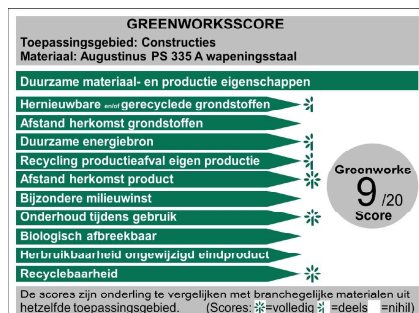 GREENWORKSSCORE
Toepassingsgebied: Constructies
Materiaal: Augustinus PS 335 A wapeningsstaal
Duurzame materiaal- en productie eigenschappen
Hernieuwbare en/of gerecyclede grondstoffen
Afstand herkomst grondstoffen
Duurzame energiebron
Recycling productieafval eigen productie
Afstand herkomst product
Bijzondere milieuwinst
Onderhoud tijdens gebruik
Biologisch afbreekbaar
Herbruikbaarheid ongewijzigd eindproduct
Recyclebaarheid
Greenworks
9 /20
Score
De scores zijn onderling te vergelijken met branchegelijke materialen uit
hetzelfde toepassingsgebied. (Scores: =volledig =deels =nihil)